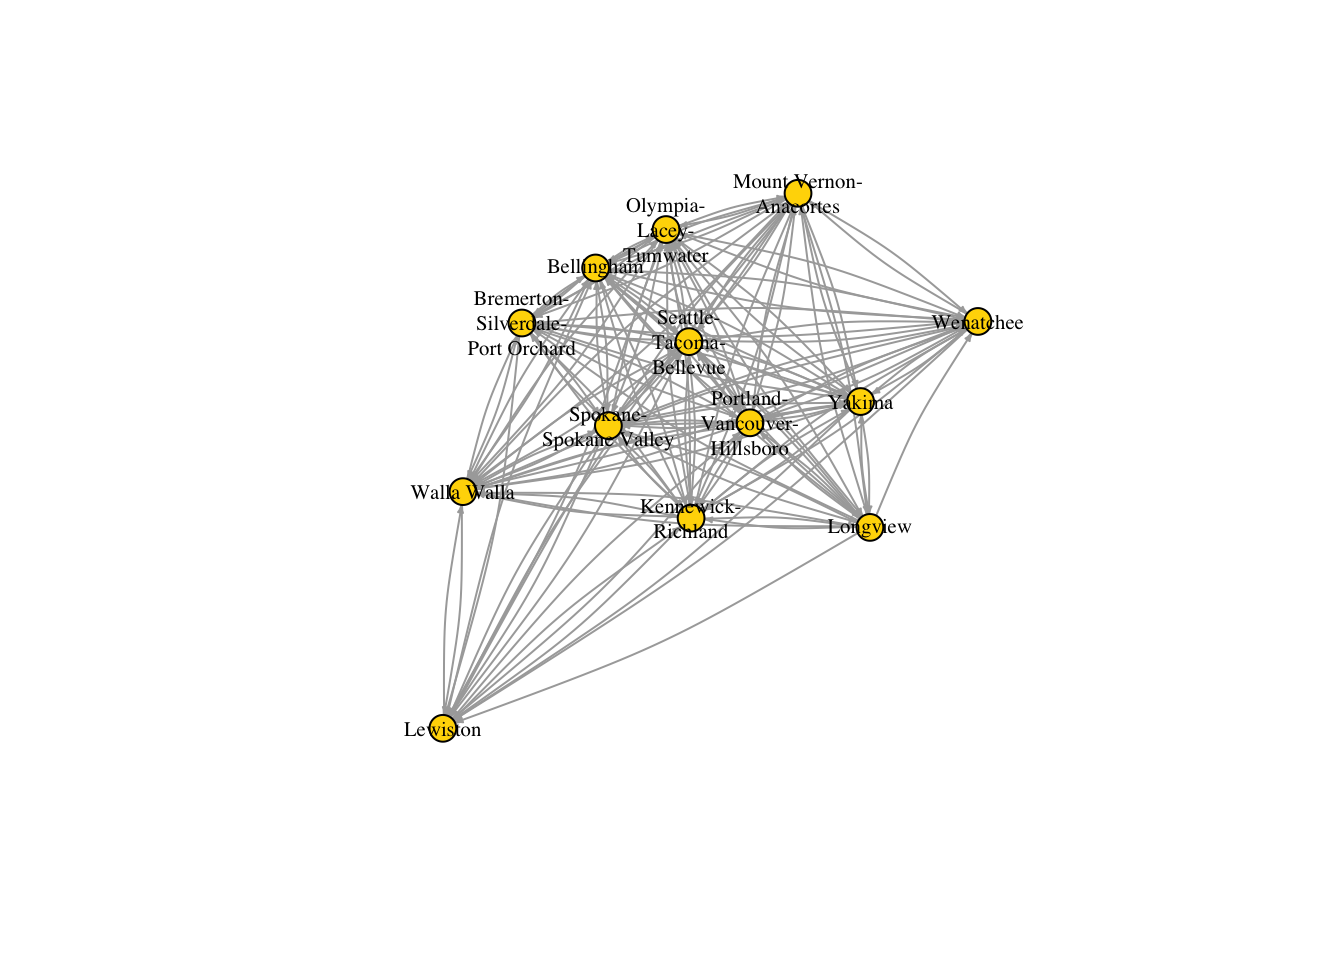 Mount Vernon-
Anacortes
Olympia-
Lacey-
Tumwater
Bellingham
Bremerton-
Silverdale-
Port Orchard
Seattle-
Tacoma-
Bellevue
Wenatchee
Portland-
Vancouver-
Hillsboro
Yakima
Spokane-
Spokane Valley
Walla Walla
Kennewick-
Richland
Longview
Lewiston